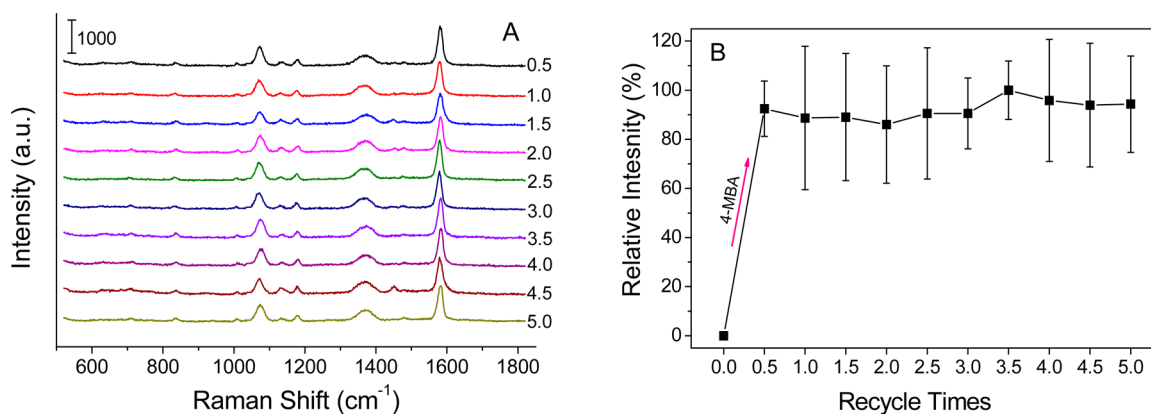 1000
A
0.5
1.0
1.5
2.0
2.5
3.0
3.5
4.0
4.5
5.0
Intensity (a.u.)
600 800 1000 1200 1400 1600 1800
Raman Shift (cm⁻¹)
B
120
100
80
60
40
20
0
Relative Intesnity (%)
4-MBA
0.0 0.5 1.0 1.5 2.0 2.5 3.0 3.5 4.0 4.5 5.0
Recycle Times